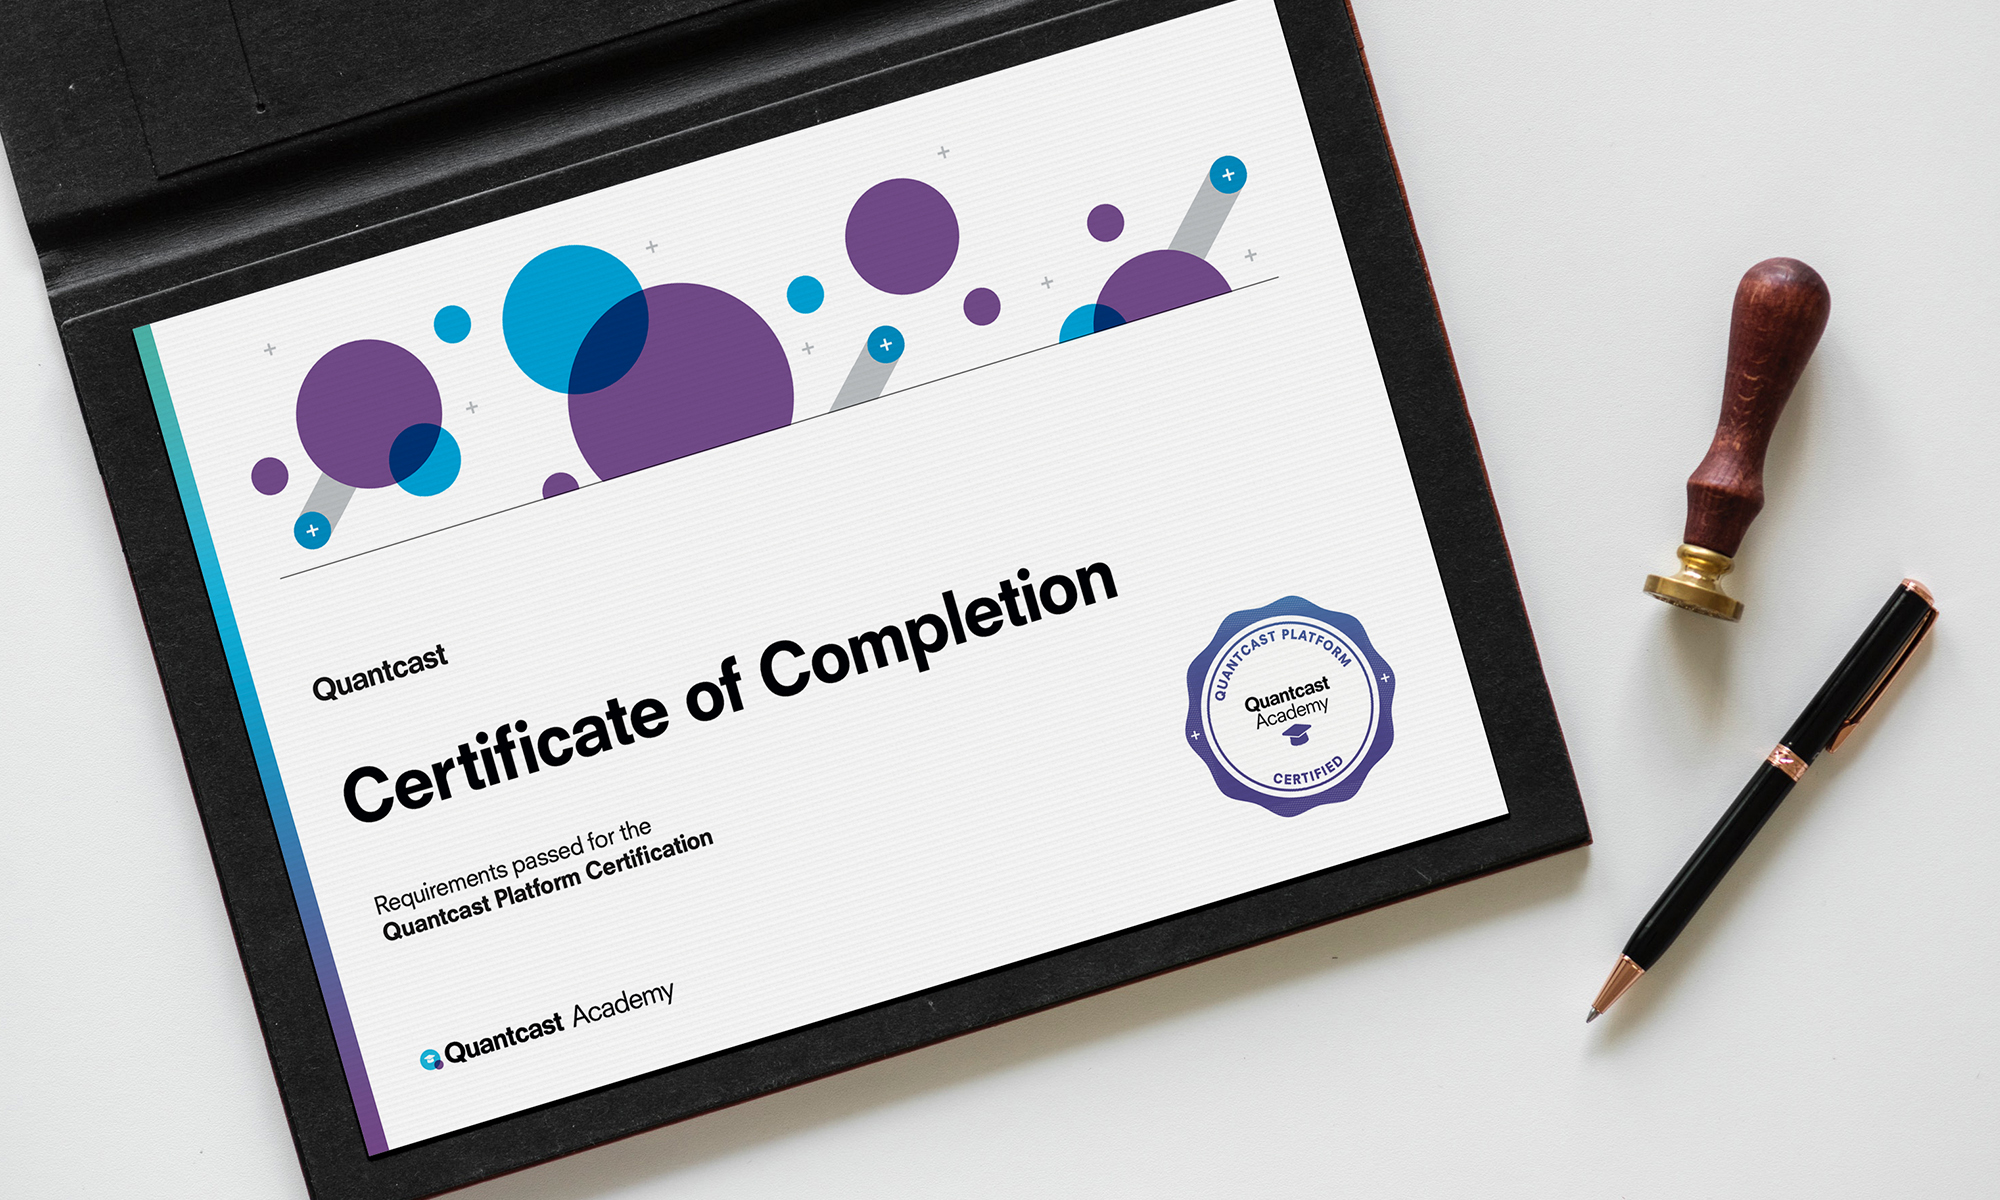 Quantcast
Certificate of Completion
Requirements passed for the
Quantcast Platform Certification
Quantcast Academy
QUANTCAST PLATFORM
Quantcast
Academy
CERTIFIED